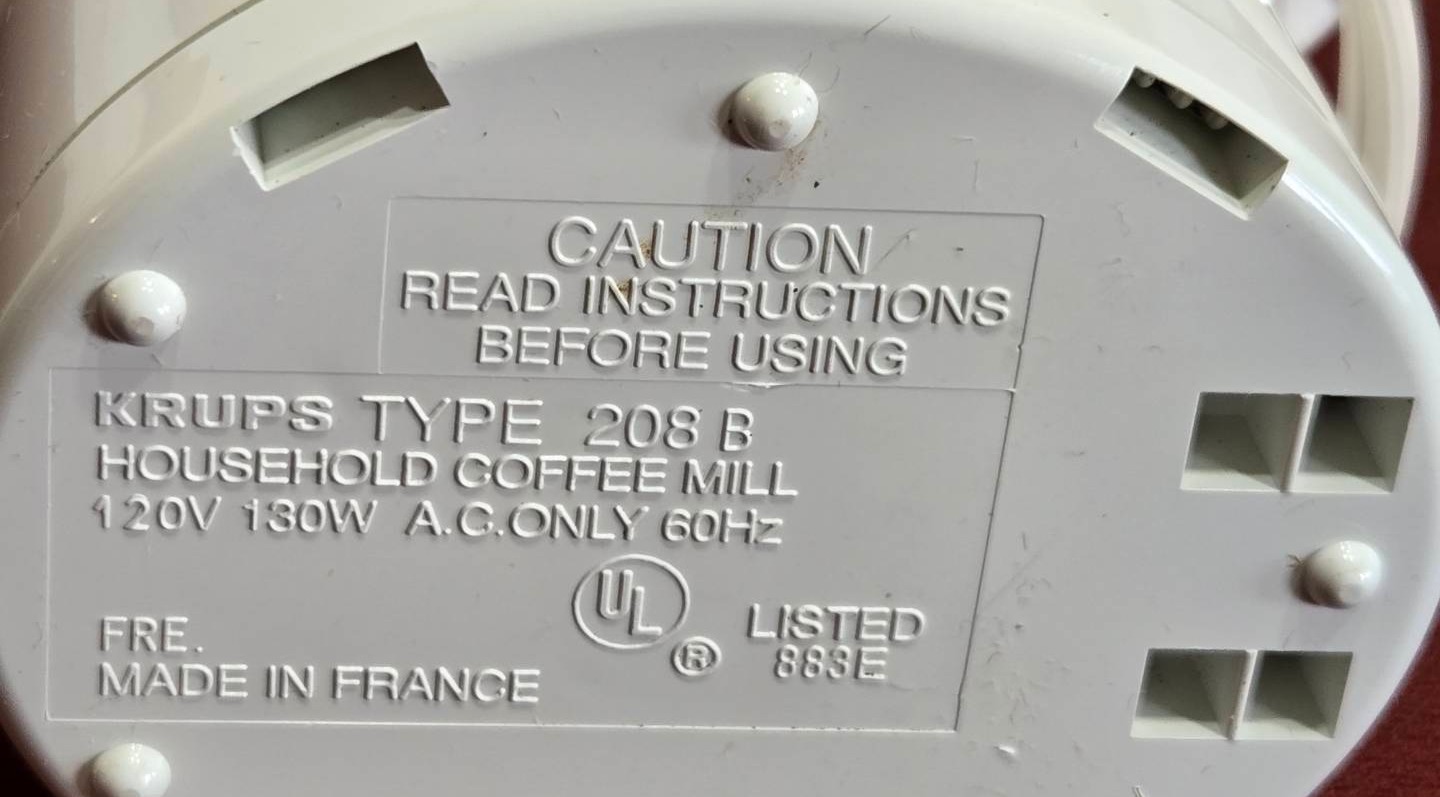 CAUTION
READ INSTRUCTIONS
BEFORE USING
KRUPS TYPE 208 B
HOUSEHOLD COFFEE MILL
120V 130W A.C.ONLY 60Hz
UL ® LISTED
883E
FRE.
MADE IN FRANCE